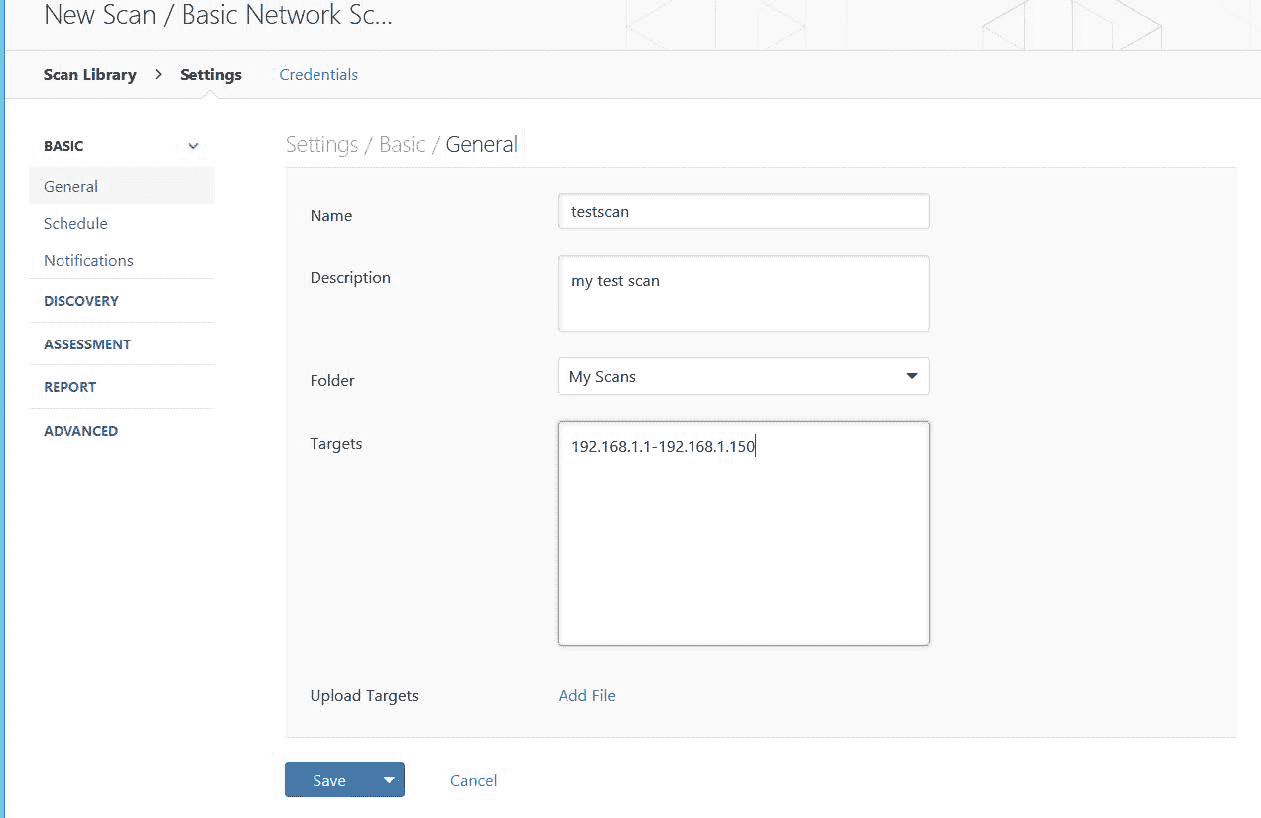 New Scan / Basic Network Sc...
Scan Library > Settings Credentials
BASIC
General
Schedule
Notifications
DISCOVERY
ASSESSMENT
REPORT
ADVANCED
Settings / Basic / General
Name testscan
Description my test scan
Folder My Scans
Targets 192.168.1.1-192.168.1.150
Upload Targets Add File
Save Cancel